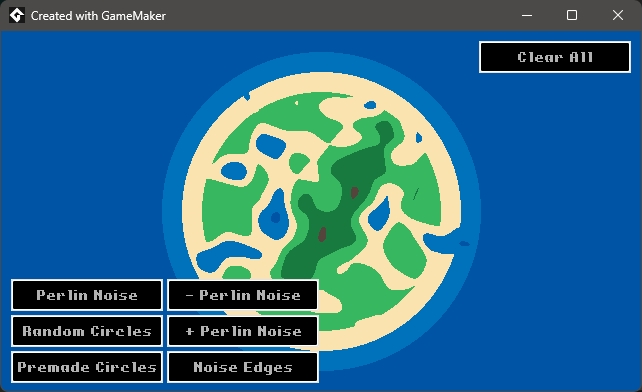 Created with GameMaker
Clear All
Perlin Noise
- Perlin Noise
Random Circles
+ Perlin Noise
Premade Circles
Noise Edges